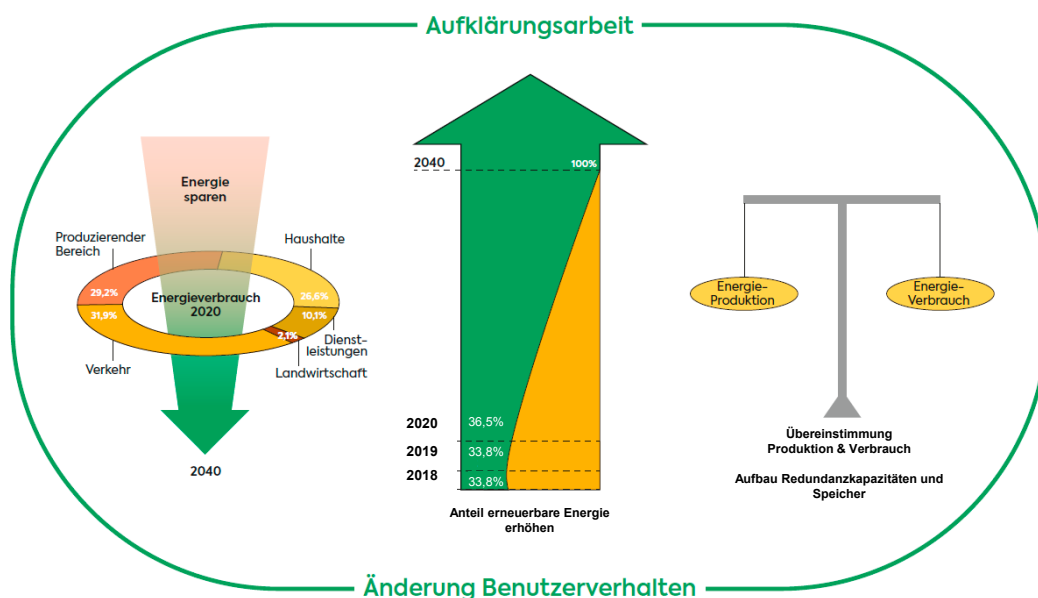 Aufklärungsarbeit
Energie
sparen
Produzierender
Bereich
Haushalte
29,2%
26,6%
Energieverbrauch
2020
31,9%
10,1%
2,1%
Dienst-
leistungen
Verkehr
Landwirtschaft
2040
2040
100%
2020
36,5%
2019
33,8%
2018
33,8%
Anteil erneuerbare Energie
erhöhen
Energie-
Produktion
Energie-
Verbrauch
Übereinstimmung
Produktion & Verbrauch
Aufbau Redundanzkapazitäten und
Speicher
Änderung Benutzerverhalten